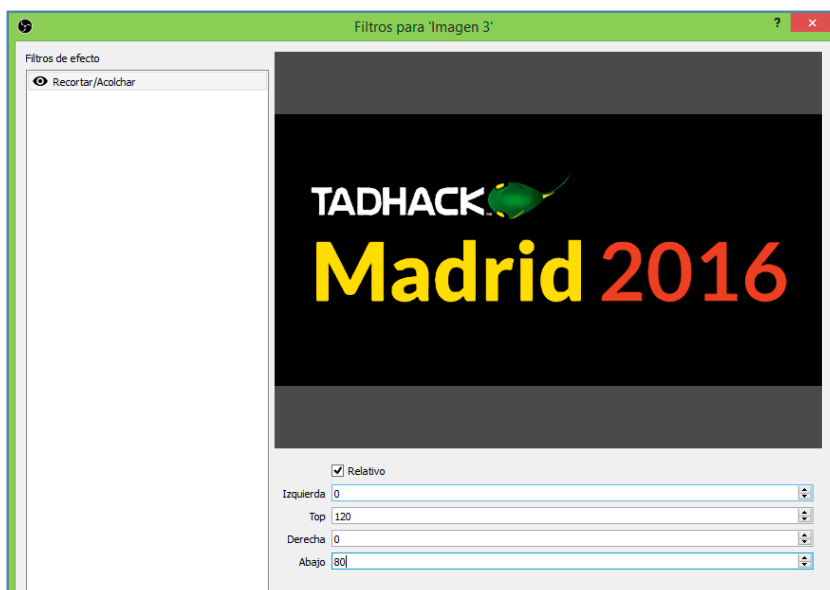 Filtros para 'Imagen 3'
? ×
Filtros de efecto
Recortar/Acolchar
TADHACK
Madrid 2016
Relativo
Izquierda 0
Top 120
Derecha 0
Abajo 80